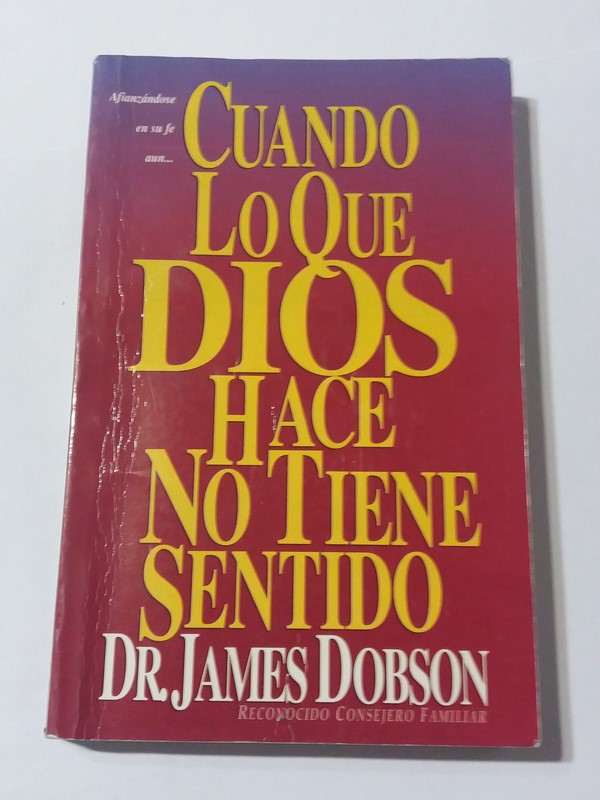 Afianzándose
en su fe
aun...
CUANDO
LO QUE
DIOS
HACE
NO TIENE
SENTIDO
DR. JAMES DOBSON
RECONOCIDO CONSEJERO FAMILIAR